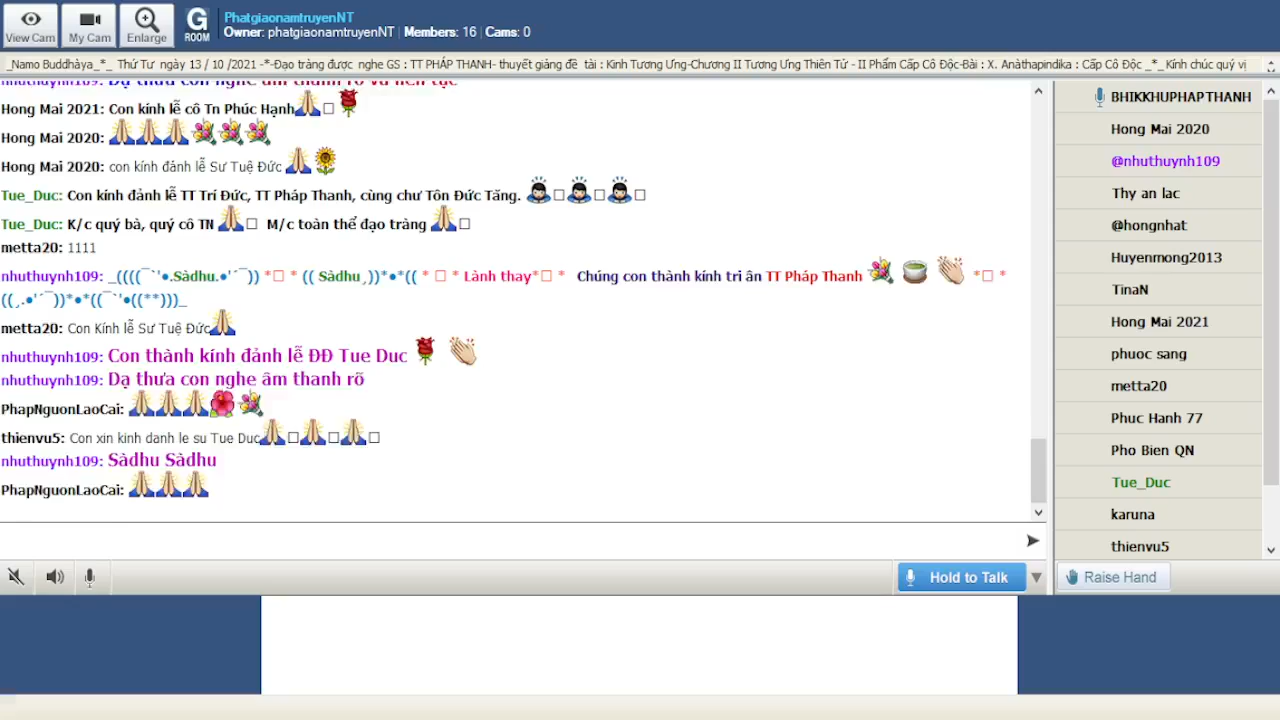 View Cam
My Cam
Enlarge
G
ROOM
PhatgiaonamtruyenNT
Owner: phatgiaonamtruyenNT | Members: 16 | Cams: 0
_Namo Buddhàya_*_ Thứ Tư ngày 13 / 10 /2021 -*-Đạo tràng được nghe GS : TT PHÁP THANH- thuyết giảng đề tài : Kinh Tương Ưng-Chương II Tương Ưng Thiên Tử - II Phẩm Cấp Cô Độc-Bài : X. Anàthapindika : Cấp Cô Độc _*_ Kính chúc quý vị
nhuthuynh109: Dạ thưa con nghe âm thanh rõ và liên tục
Hong Mai 2021: Con kính lễ cô Tn Phúc Hạnh
Hong Mai 2020:
Hong Mai 2020: con kính đảnh lễ Sư Tuệ Đức
Tue_Duc: Con kính đảnh lễ TT Trí Đức, TT Pháp Thanh, cùng chư Tôn Đức Tăng.
Tue_Duc: K/c quý bà, quý cô TN M/c toàn thể đạo tràng
metta20: 1111
nhuthuynh109: _((((¯`'●.Sàdhu.●'´¯)) *□ * (( Sàdhu¸))*●*(( * □ * Lành thay*□ * Chúng con thành kính tri ân TT Pháp Thanh *□ *
((¸.●'´¯))*●*((¯`'●((**)))_
metta20: Con Kính lễ Sư Tuệ Đức
nhuthuynh109: Con thành kính đảnh lễ ĐĐ Tue Duc
nhuthuynh109: Dạ thưa con nghe âm thanh rõ
PhapNguonLaoCai:
thienvu5: Con xin kinh danh le su Tue Duc
nhuthuynh109: Sàdhu Sàdhu
PhapNguonLaoCai:
Hold to Talk
BHIKKHUPHAPTHANH
Hong Mai 2020
@nhuthuynh109
Thy an lac
@hongnhat
Huyenmong2013
TinaN
Hong Mai 2021
phuoc sang
metta20
Phuc Hanh 77
Pho Bien QN
Tue_Duc
karuna
thienvu5
Raise Hand